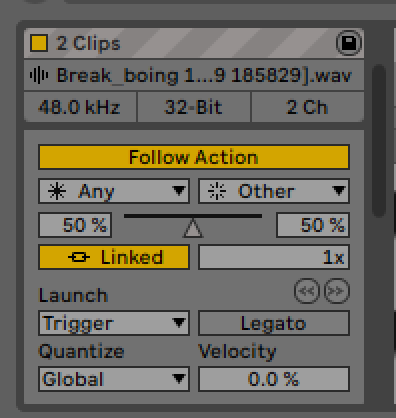 2 Clips
Break_boing 1...9 185829].wav
48.0 kHz 32-Bit 2 Ch
Follow Action
Any Other
50 % 50 %
Linked 1x
Launch << >>
Trigger Legato
Quantize Velocity
Global 0.0 %